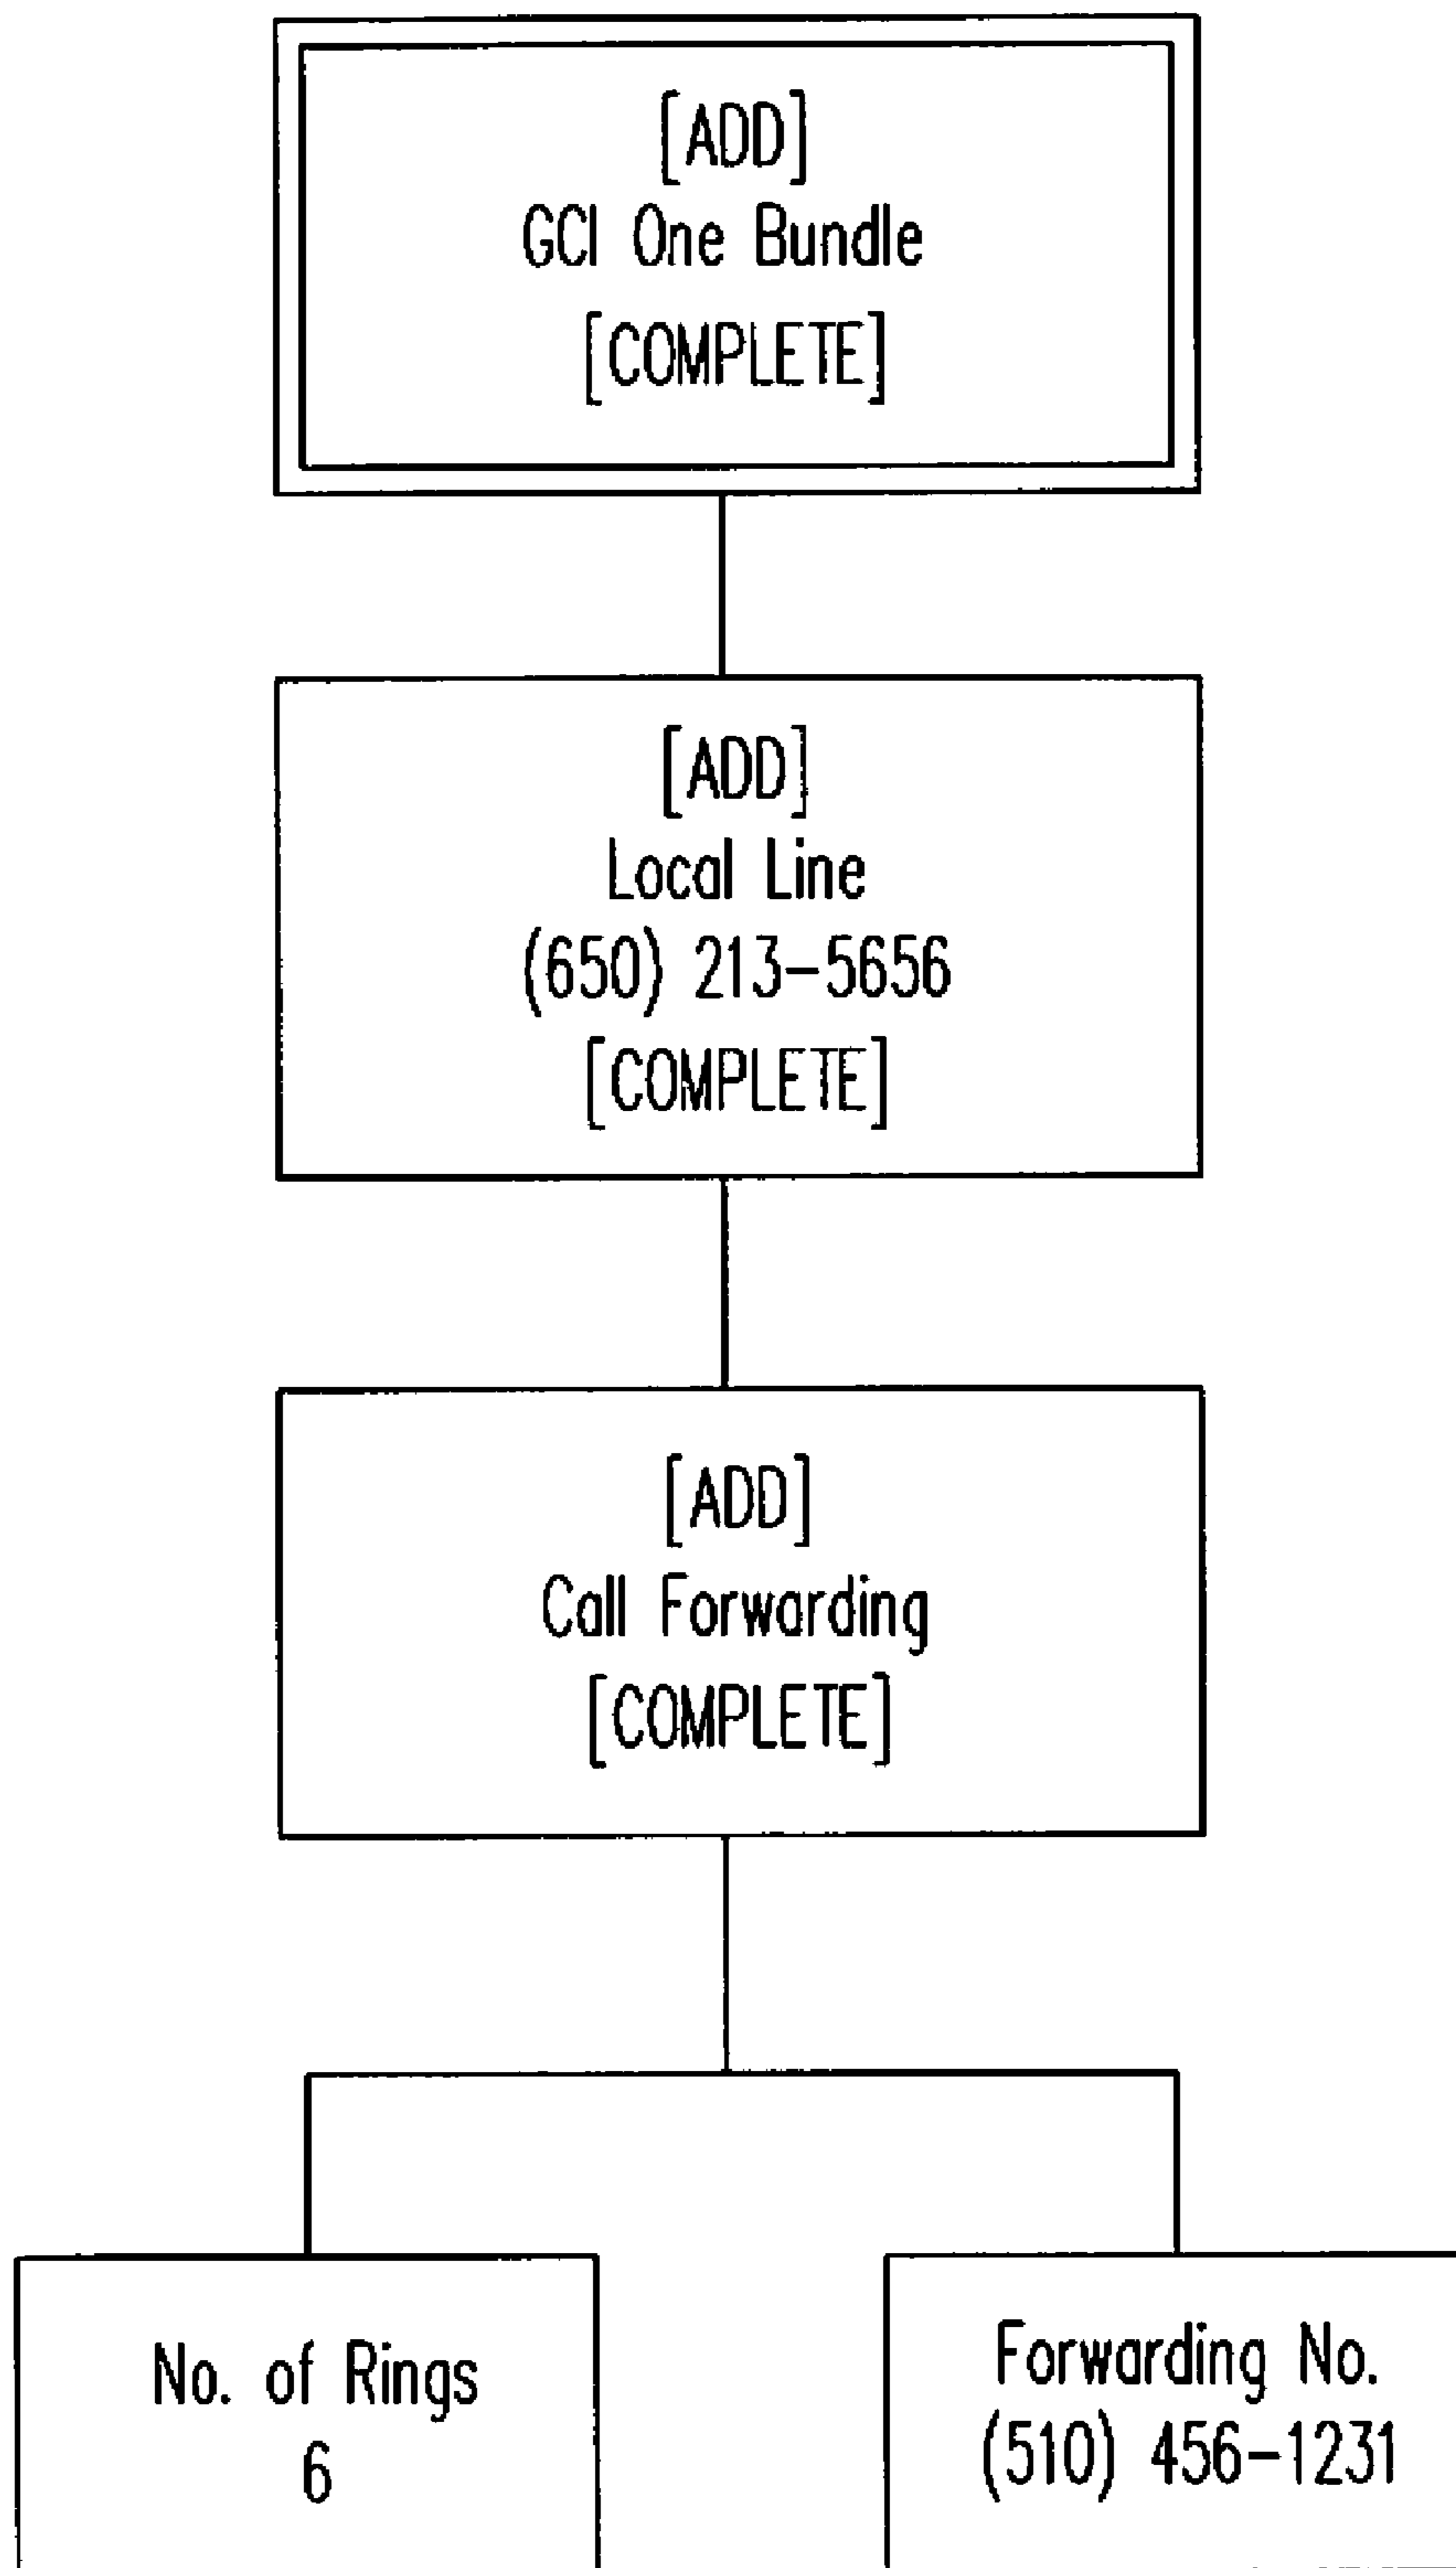 [ADD]
GCI One Bundle
[COMPLETE]
[ADD]
Local Line
(650) 213-5656
[COMPLETE]
[ADD]
Call Forwarding
[COMPLETE]
No. of Rings
6
Forwarding No.
(510) 456-1231